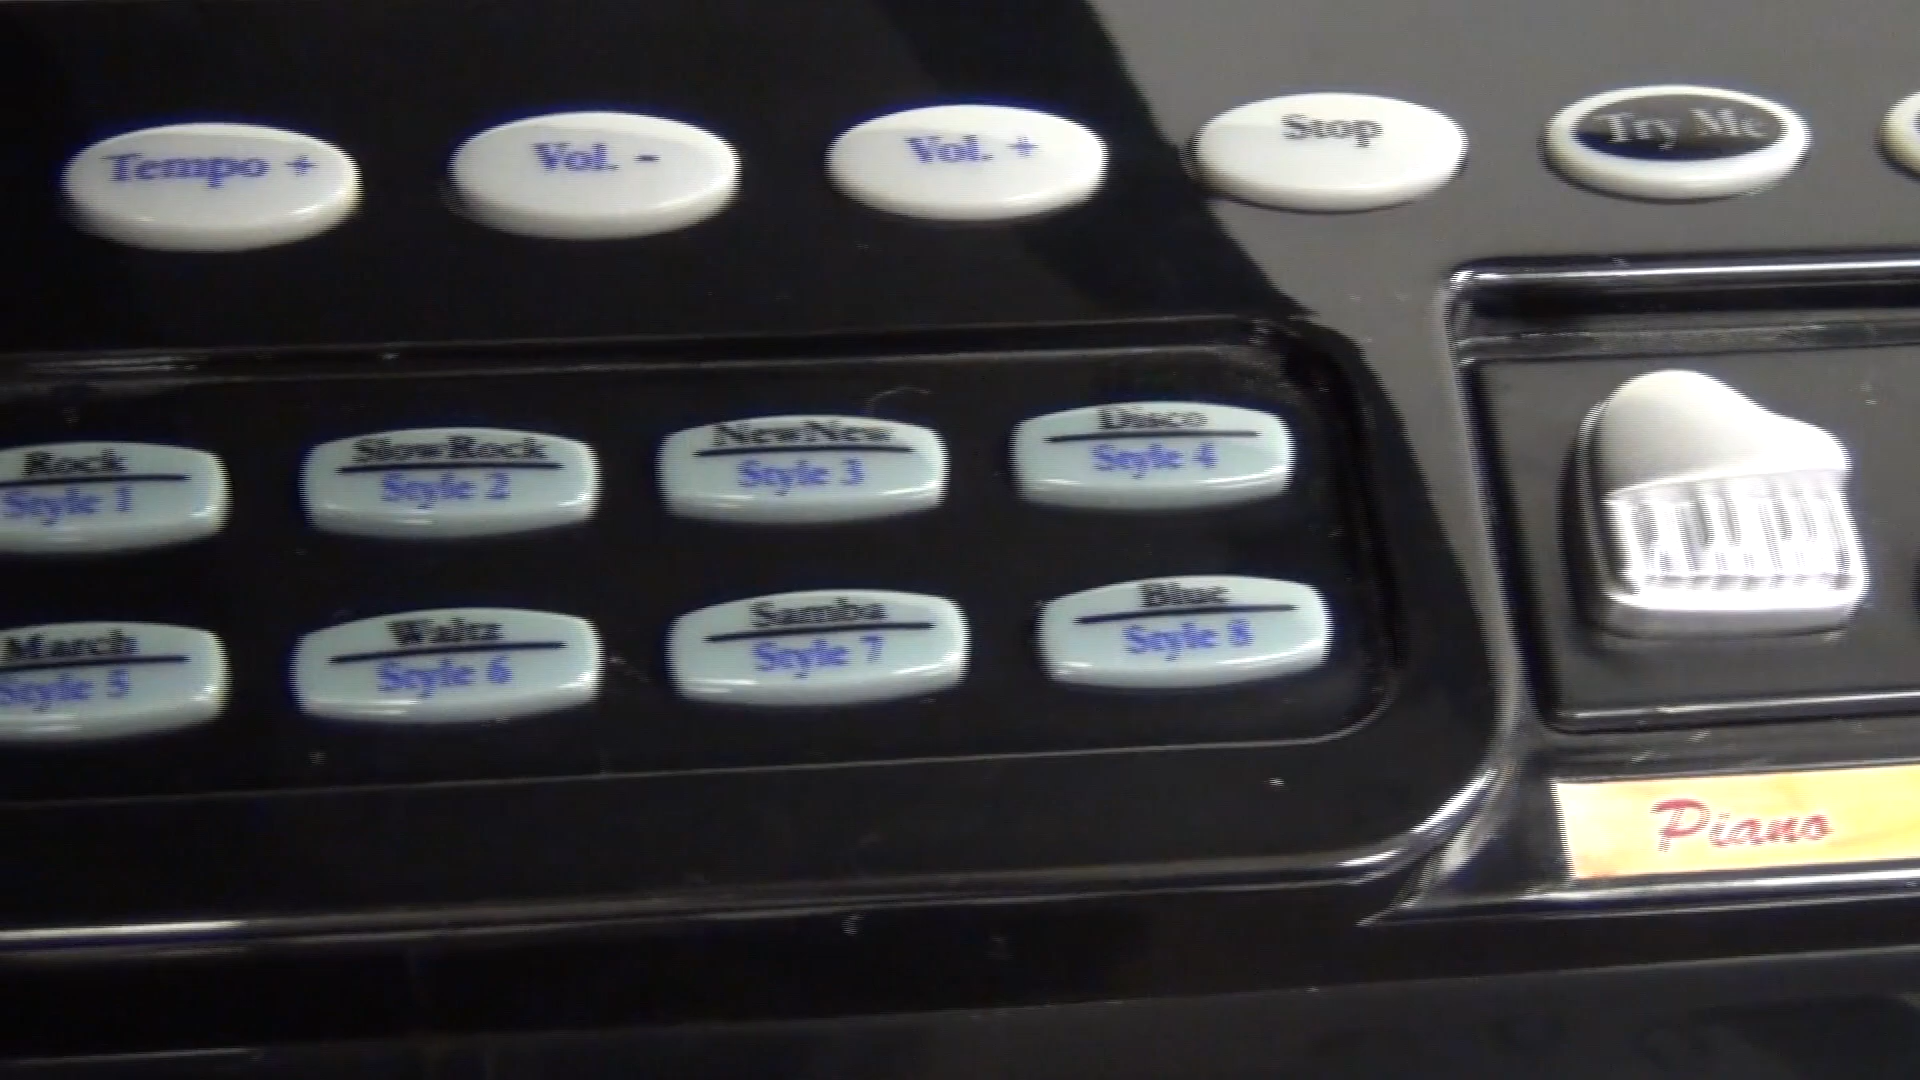 Tempo +
Vol. -
Vol. +
Stop
Try Me
Rock
Style 1
SlowRock
Style 2
NewNew
Style 3
Disco
Style 4
March
Style 5
Waltz
Style 6
Samba
Style 7
Blue
Style 8
Piano